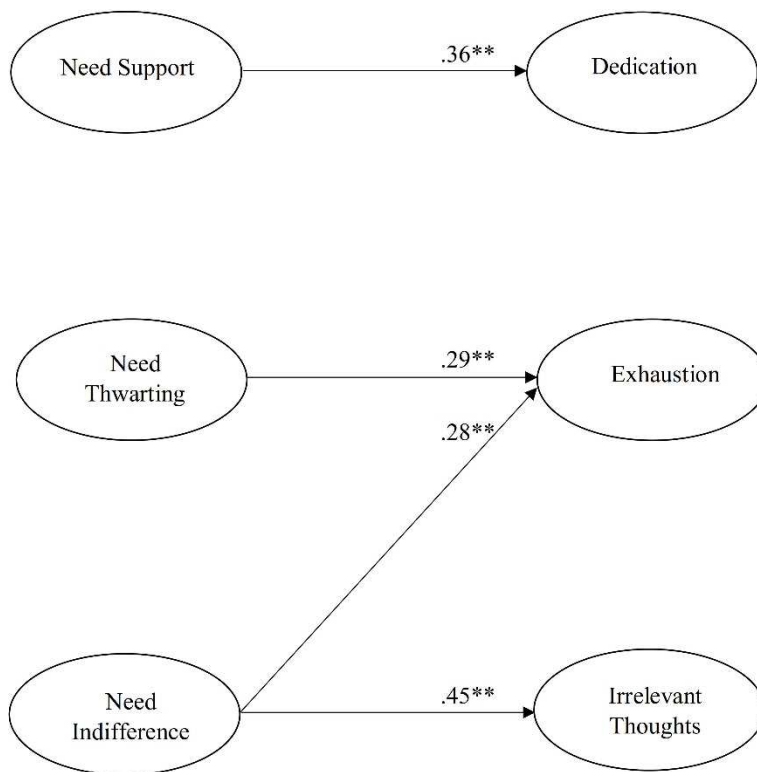 Need Support
.36**
Dedication
Need
Thwarting
.29**
Exhaustion
.28**
Need
Indifference
.45**
Irrelevant
Thoughts